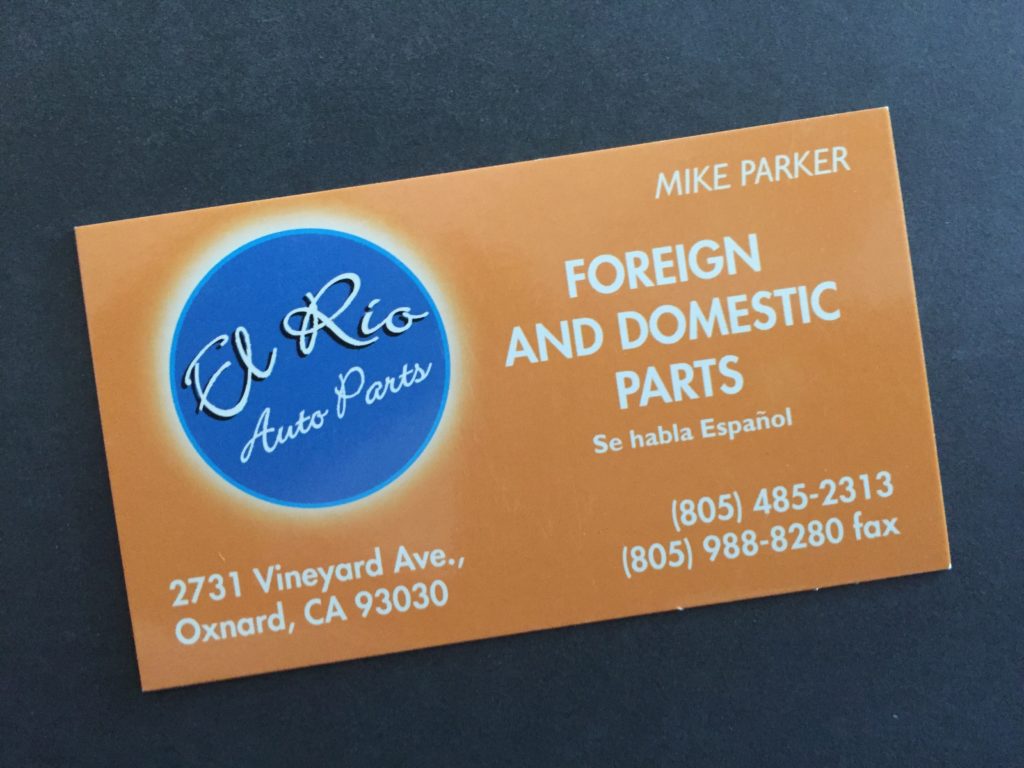 MIKE PARKER
El Rio
Auto Parts
FOREIGN
AND DOMESTIC
PARTS
Se habla Español
(805) 485-2313
(805) 988-8280 fax
2731 Vineyard Ave.,
Oxnard, CA 93030